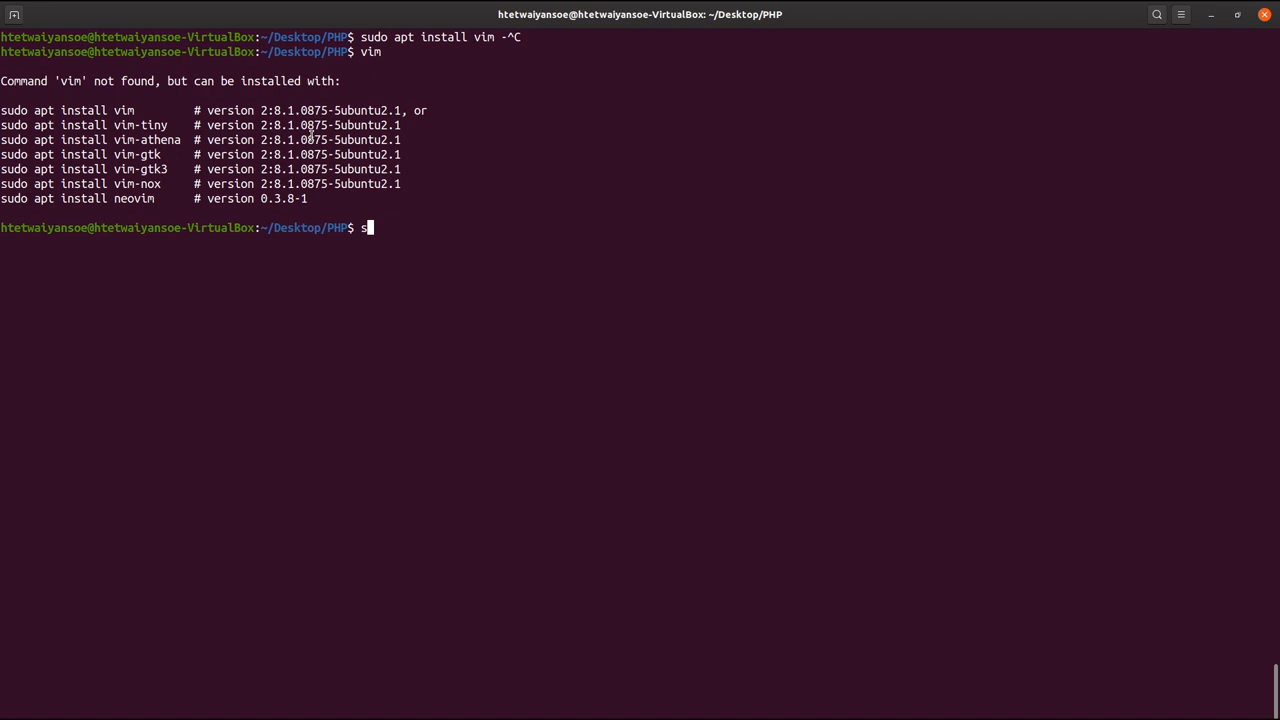 htetwaiyansoe@htetwaiyansoe-VirtualBox: ~/Desktop/PHP
htetwaiyansoe@htetwaiyansoe-VirtualBox:~/Desktop/PHP$ sudo apt install vim -^C
htetwaiyansoe@htetwaiyansoe-VirtualBox:~/Desktop/PHP$ vim
Command 'vim' not found, but can be installed with:
sudo apt install vim         # version 2:8.1.0875-5ubuntu2.1, or
sudo apt install vim-tiny    # version 2:8.1.0875-5ubuntu2.1
sudo apt install vim-athena  # version 2:8.1.0875-5ubuntu2.1
sudo apt install vim-gtk     # version 2:8.1.0875-5ubuntu2.1
sudo apt install vim-gtk3    # version 2:8.1.0875-5ubuntu2.1
sudo apt install vim-nox     # version 2:8.1.0875-5ubuntu2.1
sudo apt install neovim      # version 0.3.8-1
htetwaiyansoe@htetwaiyansoe-VirtualBox:~/Desktop/PHP$ s